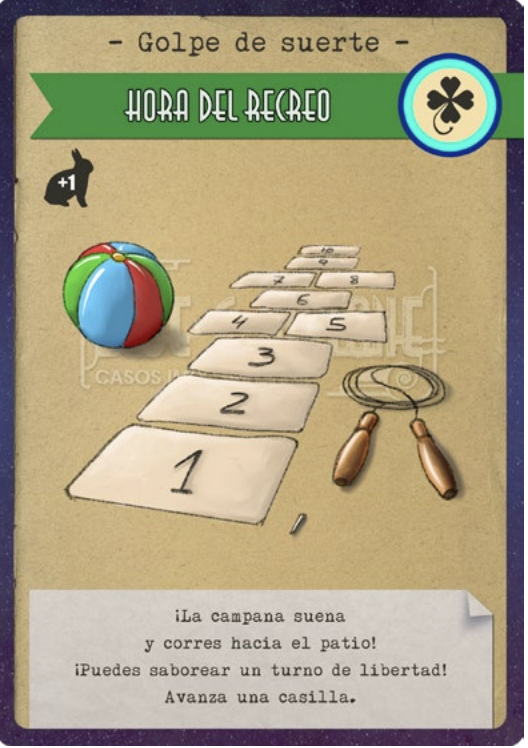 - Golpe de suerte -
HORA DEL RECREO
+1
10
9
7 8
6
4 5
3
2
1
CASOS
¡La campana suena
y corres hacia el patio!
¡Puedes saborear un turno de libertad!
Avanza una casilla.